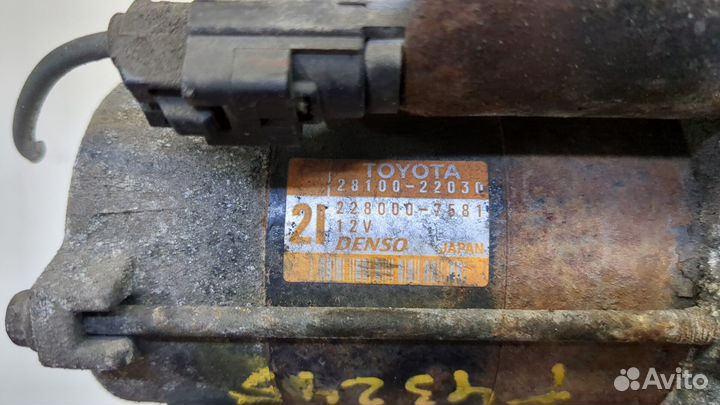 TOYOTA
28100-22030
21
228000-7581
12V
DENSO
JAPAN
Avito